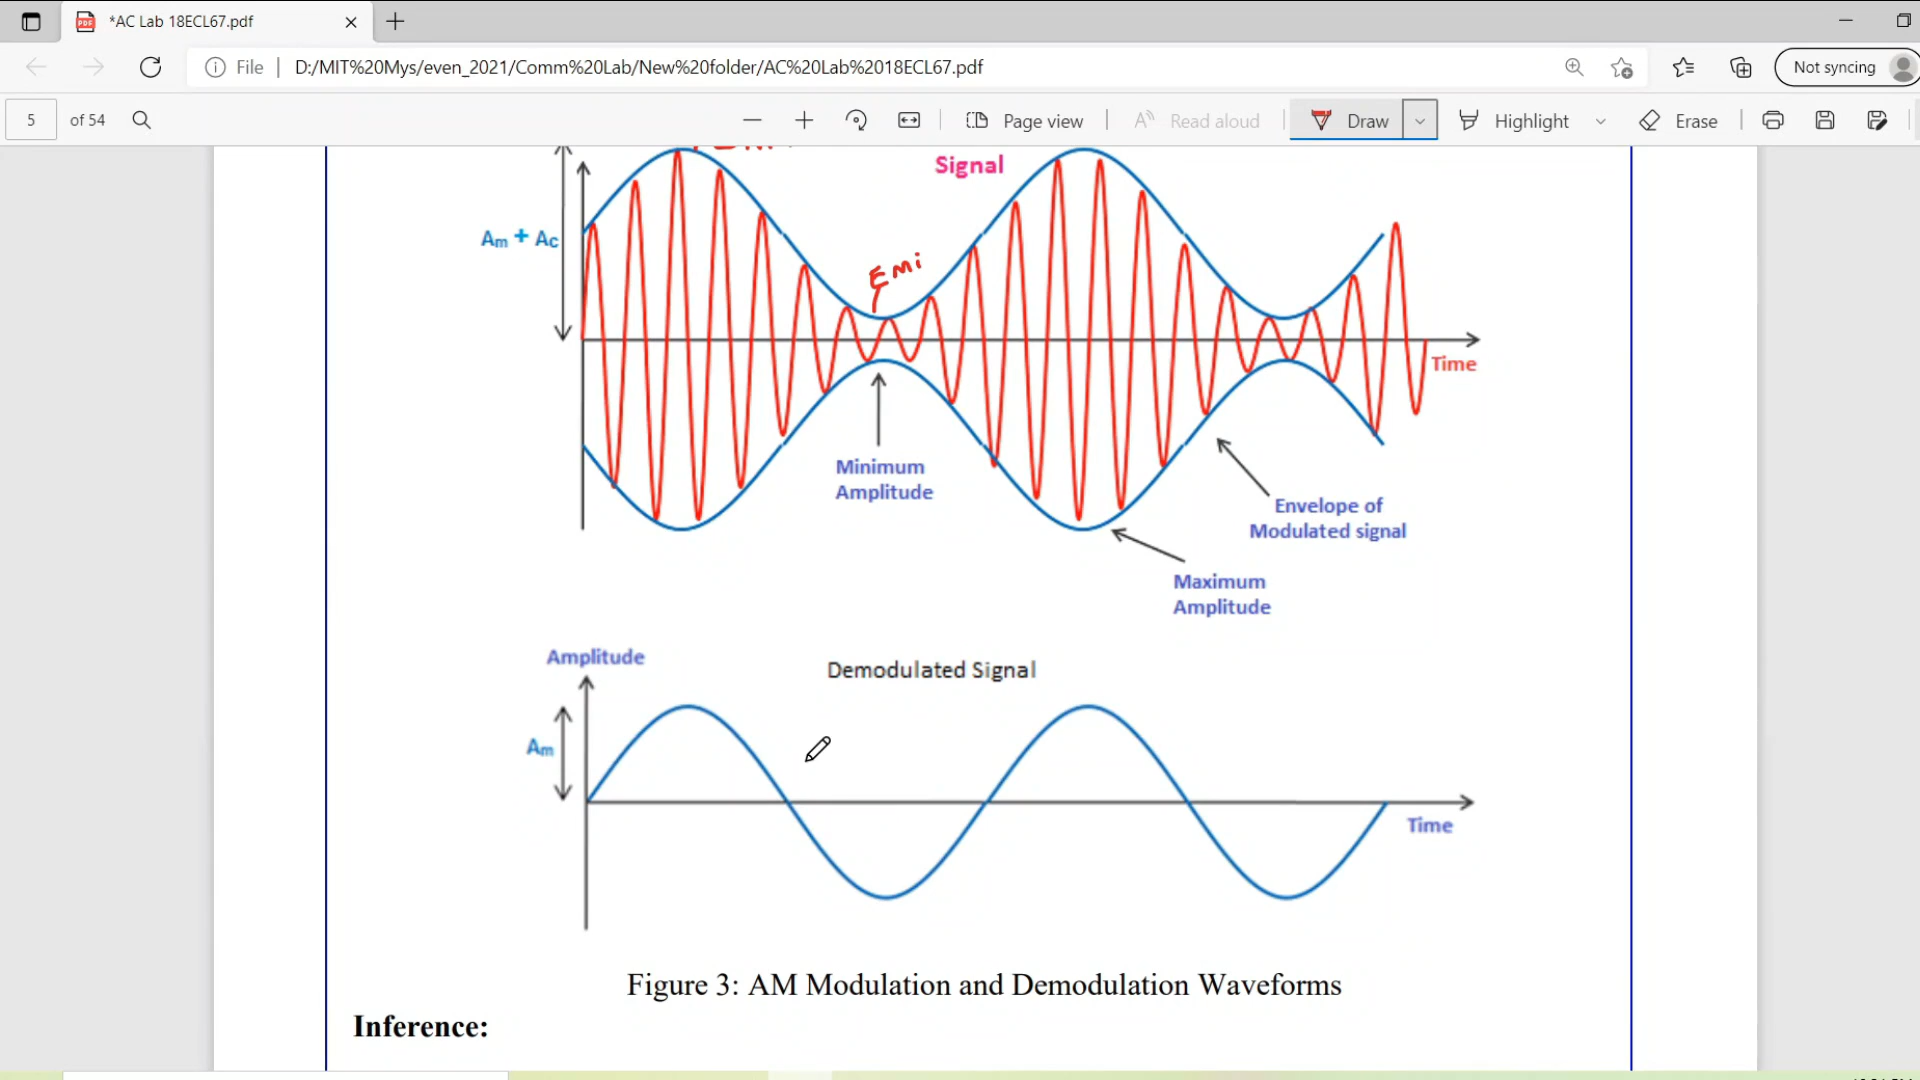 *AC Lab 18ECL67.pdf
File | D:/MIT%20Mys/even_2021/Comm%20Lab/New%20folder/AC%20Lab%2018ECL67.pdf
Not syncing
5 of 54
Page view
Read aloud
Draw
Highlight
Erase
Signal
Am + Ac
Emi
Time
Minimum
Amplitude
Envelope of
Modulated signal
Maximum
Amplitude
Amplitude
Demodulated Signal
Am
Time
Figure 3: AM Modulation and Demodulation Waveforms
Inference: